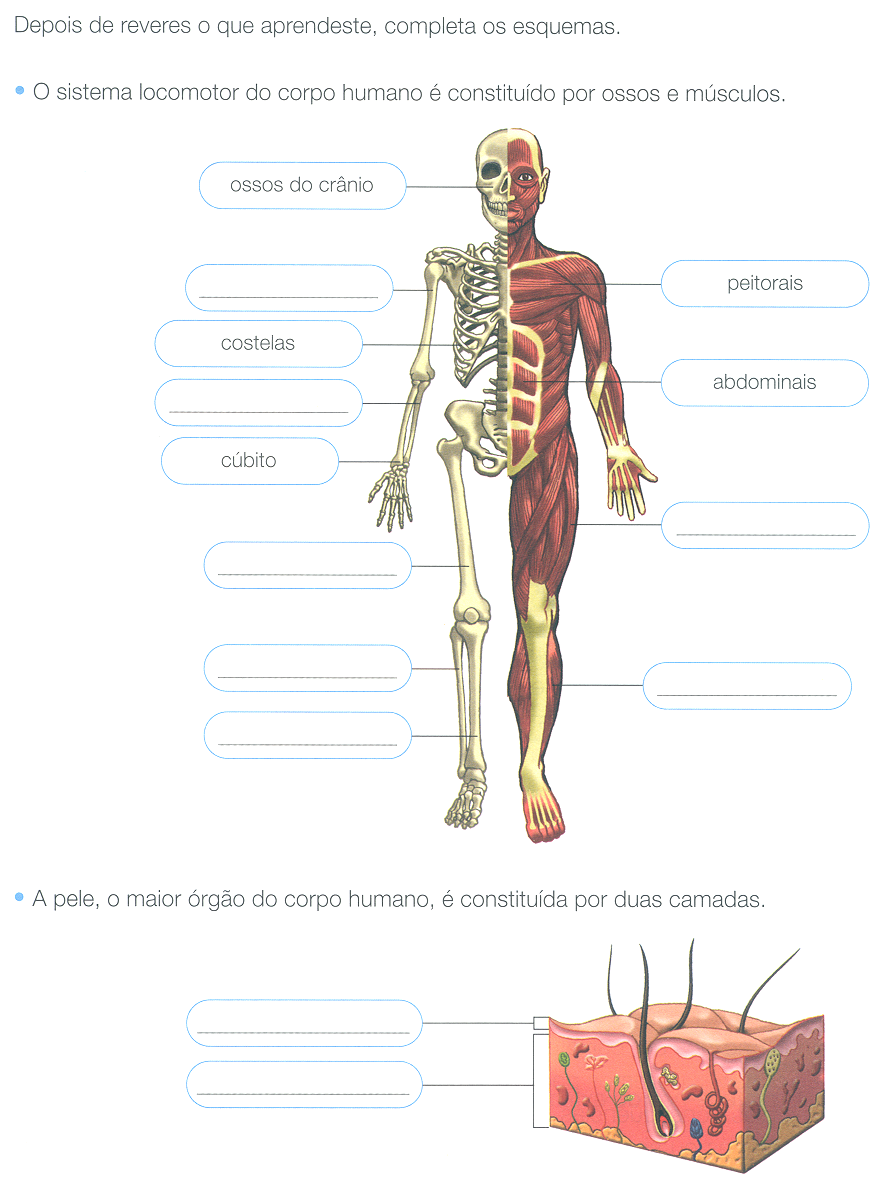 Depois de reveres o que aprendeste, completa os esquemas.
• O sistema locomotor do corpo humano é constituído por ossos e músculos.
ossos do crânio
peitorais
costelas
abdominais
cúbito
• A pele, o maior órgão do corpo humano, é constituída por duas camadas.